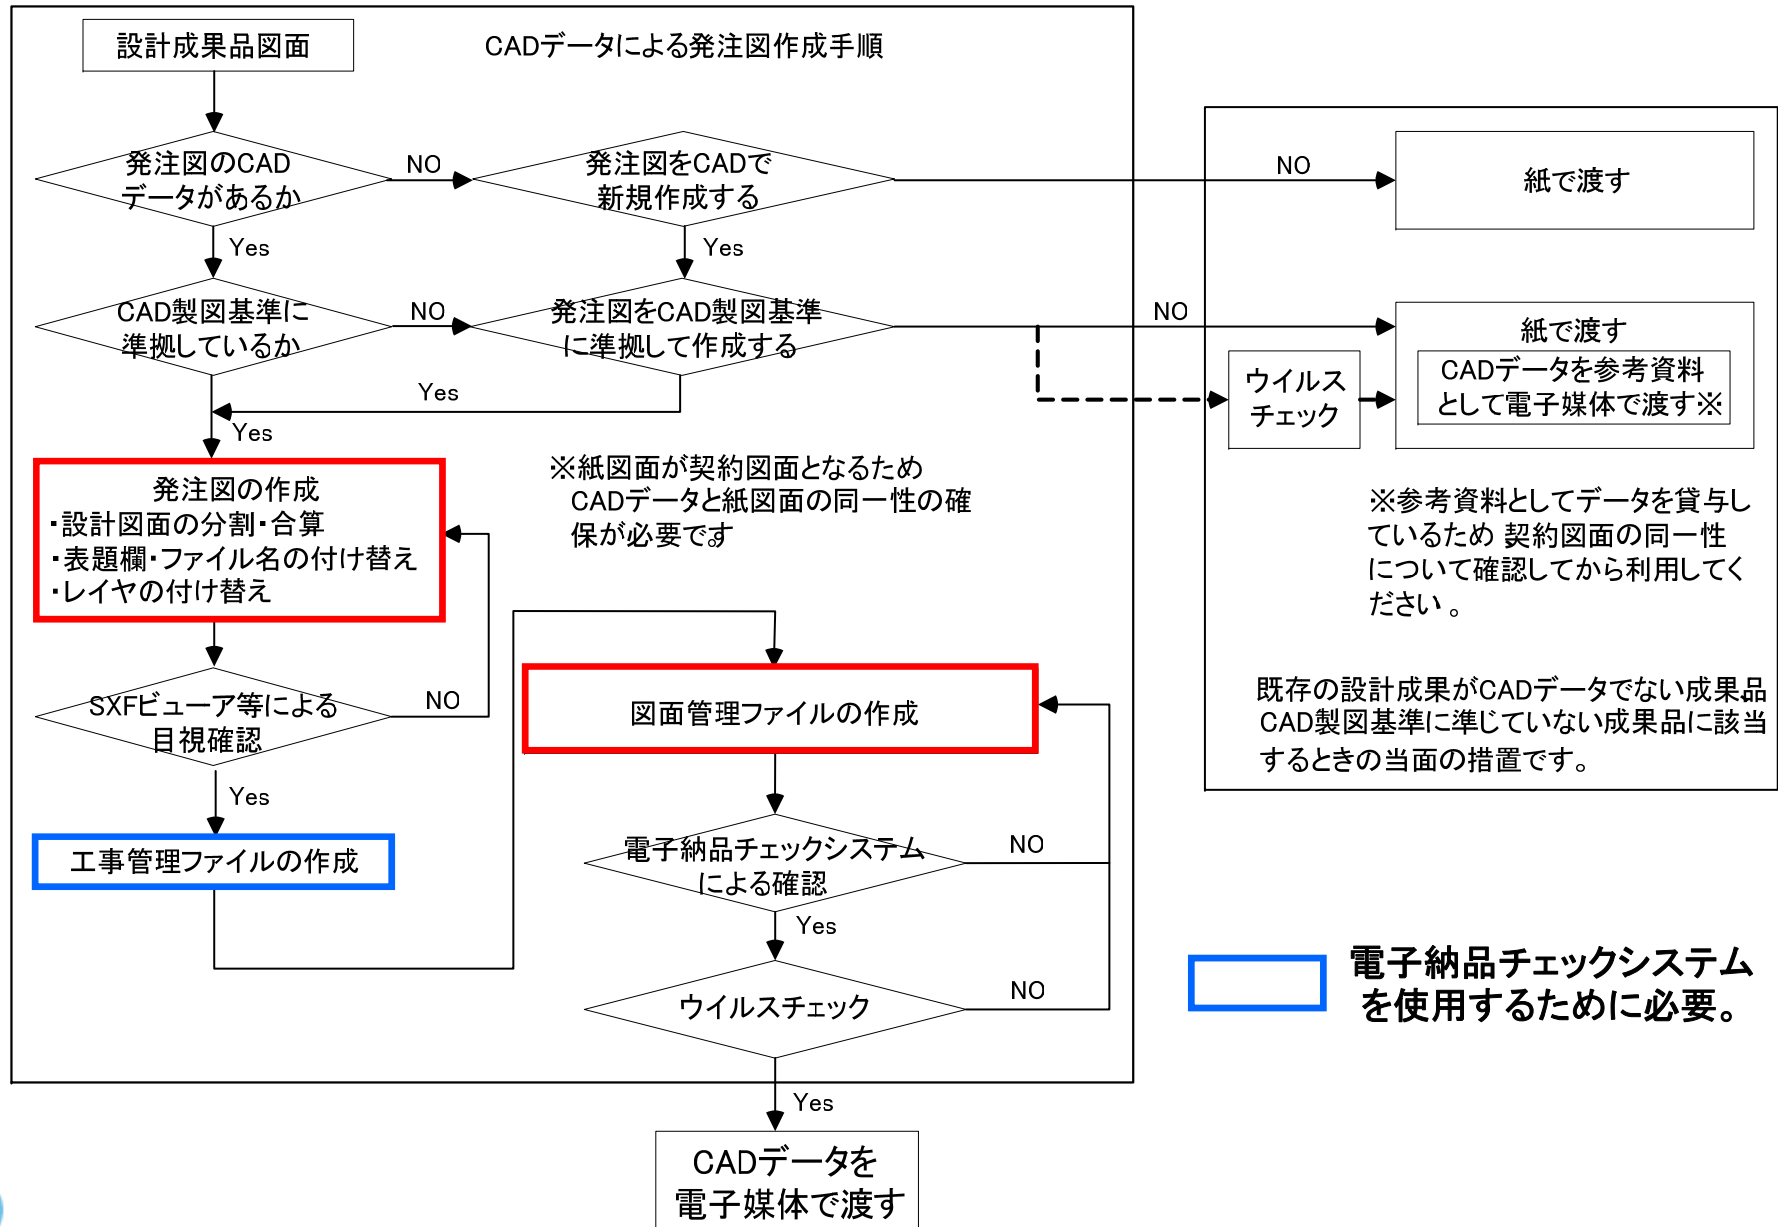 設計成果品図面
CADデータによる発注図作成手順
発注図のCAD
データがあるか
NO
発注図をCADで
新規作成する
NO
紙で渡す
Yes
Yes
CAD製図基準に
準拠しているか
NO
発注図をCAD製図基準
に準拠して作成する
NO
紙で渡す
CADデータを参考資料
として電子媒体で渡す※
ウイルス
チェック
Yes
Yes
発注図の作成
・設計図面の分割・合算
・表題欄・ファイル名の付け替え
・レイヤの付け替え
※紙図面が契約図面となるため
CADデータと紙図面の同一性の確
保が必要です。
※参考資料としてデータを貸与し
ているため 契約図面の同一性
について確認してから利用してく
ださい 。
SXFビューア等による
目視確認
NO
図面管理ファイルの作成
既存の設計成果がCADデータでない成果品
CAD製図基準に準じていない成果品に該当
するときの当面の措置です。
Yes
工事管理ファイルの作成
電子納品チェックシステム
による確認
NO
Yes
ウイルスチェック
NO
電子納品チェックシステム
を使用するために必要。
Yes
CADデータを
電子媒体で渡す